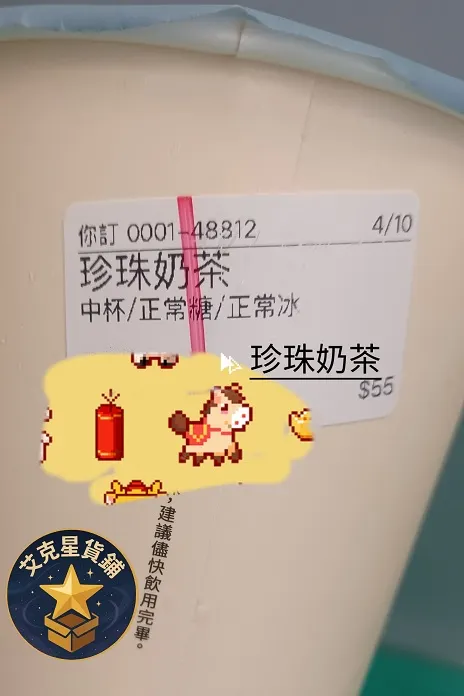 你訂 0001-48812 4/10
珍珠奶茶
中杯/正常糖/正常冰
珍珠奶茶
$55
，建議儘快飲用完畢。
艾克星貨鋪